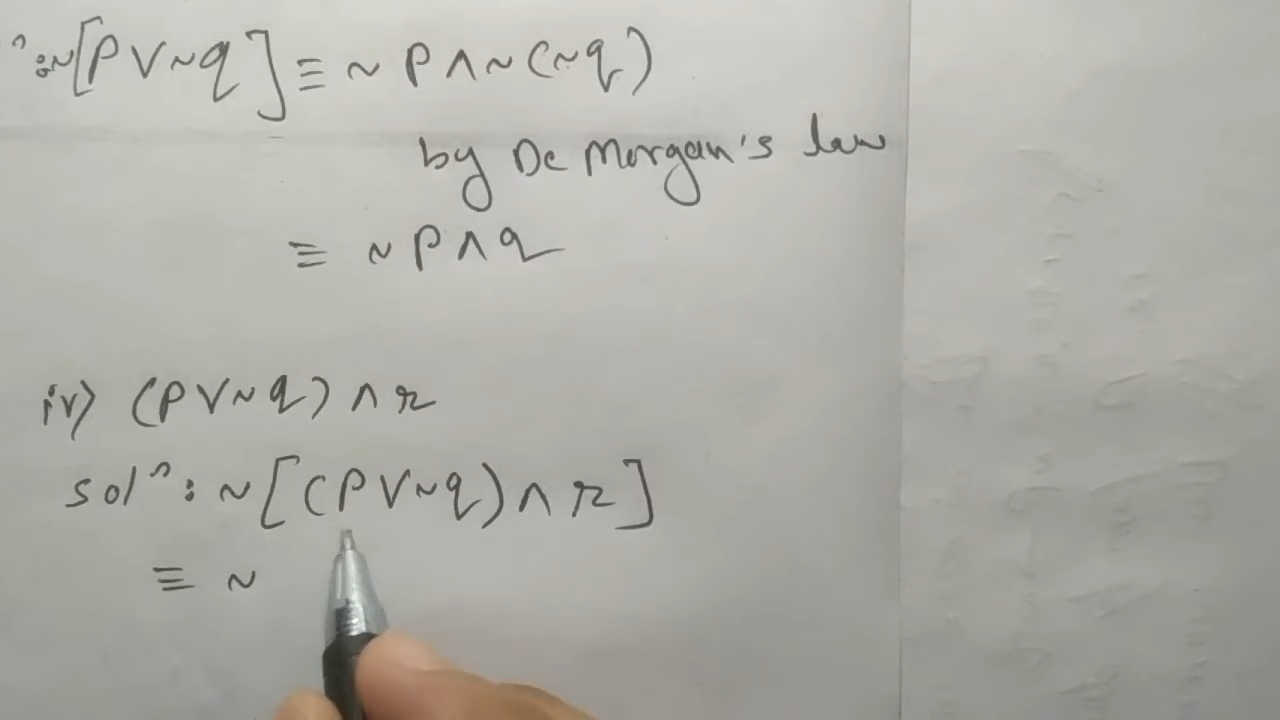 :~[P∨~q]≡ ~ P∧~(~q)
by De Morgan's law
≡ ~P∧q
iv) (P∨~q)∧r
solⁿ: ~[(P∨~q)∧r]
≡ ~